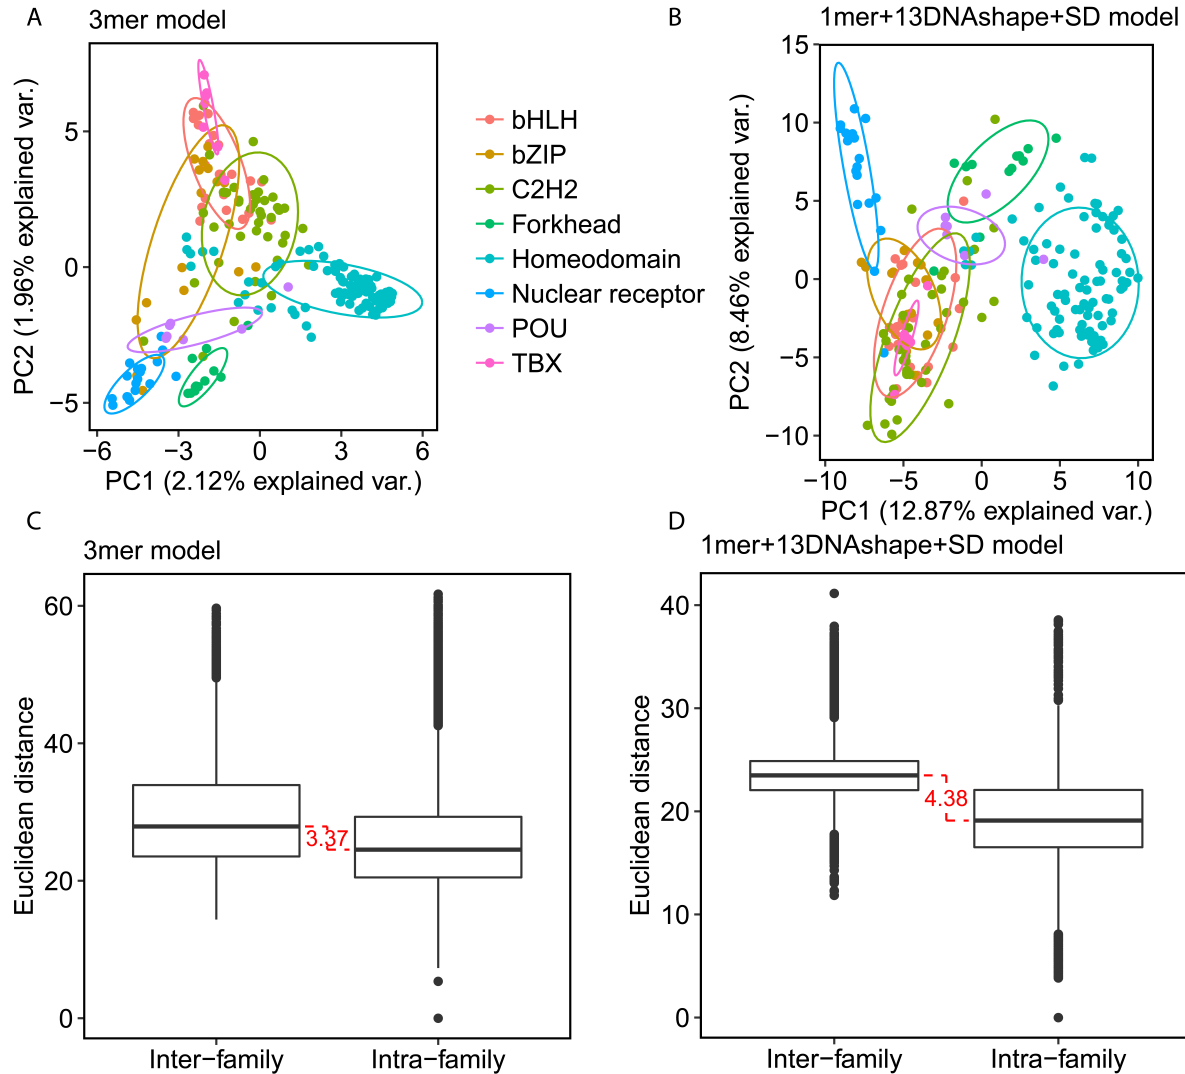 A
3mer model
PC2 (1.96% explained var.)
5
0
−5
−6
−3
0
3
6
PC1 (2.12% explained var.)
bHLH
bZIP
C2H2
Forkhead
Homeodomain
Nuclear receptor
POU
TBX
B
1mer+13DNAshape+SD model
PC2 (8.46% explained var.)
15
10
5
0
−5
−10
−10
−5
0
5
10
PC1 (12.87% explained var.)
C
3mer model
Euclidean distance
60
40
20
0
3.37
Inter−family
Intra−family
D
1mer+13DNAshape+SD model
Euclidean distance
40
30
20
10
0
4.38
Inter−family
Intra−family